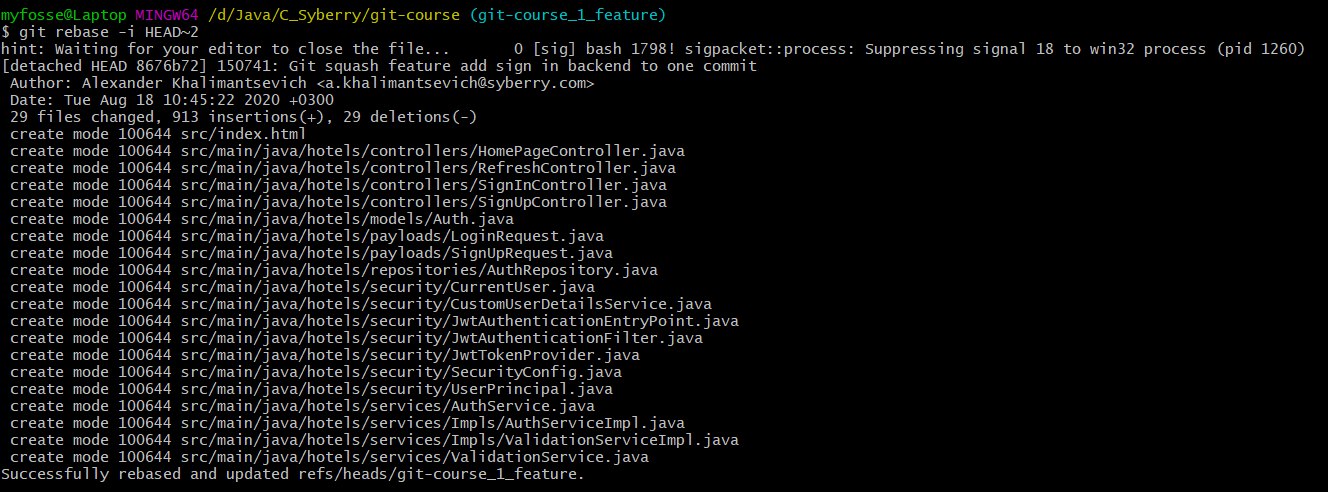 myfosse@Laptop MINGW64 /d/Java/C_Syberry/git-course (git-course_1_feature)
$ git rebase -i HEAD~2
hint: Waiting for your editor to close the file...       0 [sig] bash 1798! sigpacket::process: Suppressing signal 18 to win32 process (pid 1260)
[detached HEAD 8676b72] 150741: Git squash feature add sign in backend to one commit
 Author: Alexander Khalimantsevich <a.khalimantsevich@syberry.com>
 Date: Tue Aug 18 10:45:22 2020 +0300
 29 files changed, 913 insertions(+), 29 deletions(-)
 create mode 100644 src/index.html
 create mode 100644 src/main/java/hotels/controllers/HomePageController.java
 create mode 100644 src/main/java/hotels/controllers/RefreshController.java
 create mode 100644 src/main/java/hotels/controllers/SignInController.java
 create mode 100644 src/main/java/hotels/controllers/SignUpController.java
 create mode 100644 src/main/java/hotels/models/Auth.java
 create mode 100644 src/main/java/hotels/payloads/LoginRequest.java
 create mode 100644 src/main/java/hotels/payloads/SignUpRequest.java
 create mode 100644 src/main/java/hotels/repositories/AuthRepository.java
 create mode 100644 src/main/java/hotels/security/CurrentUser.java
 create mode 100644 src/main/java/hotels/security/CustomUserDetailsService.java
 create mode 100644 src/main/java/hotels/security/JwtAuthenticationEntryPoint.java
 create mode 100644 src/main/java/hotels/security/JwtAuthenticationFilter.java
 create mode 100644 src/main/java/hotels/security/JwtTokenProvider.java
 create mode 100644 src/main/java/hotels/security/SecurityConfig.java
 create mode 100644 src/main/java/hotels/security/UserPrincipal.java
 create mode 100644 src/main/java/hotels/services/AuthService.java
 create mode 100644 src/main/java/hotels/services/Impls/AuthServiceImpl.java
 create mode 100644 src/main/java/hotels/services/Impls/ValidationServiceImpl.java
 create mode 100644 src/main/java/hotels/services/ValidationService.java
Successfully rebased and updated refs/heads/git-course_1_feature.